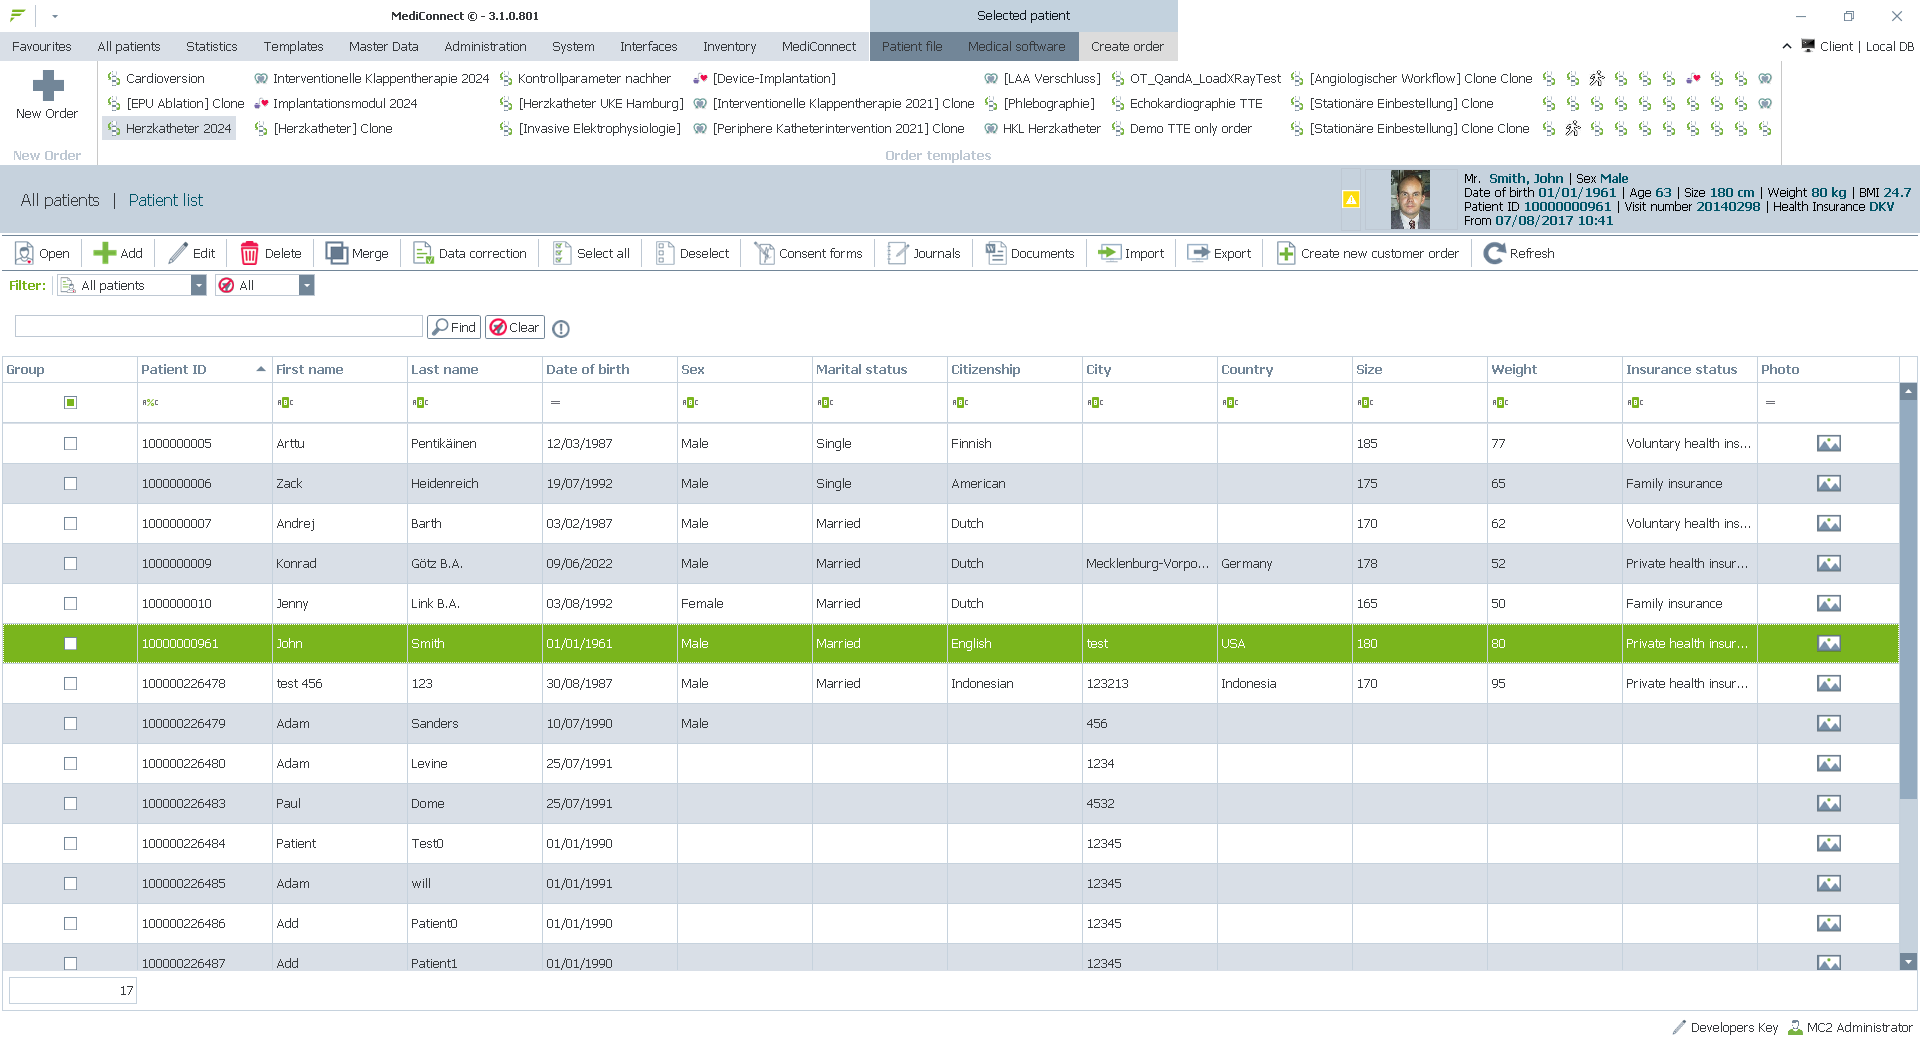 MediConnect © - 3.1.0.801
Selected patient
Favourites All patients Statistics Templates Master Data Administration System Interfaces Inventory MediConnect Patient file Medical software Create order
Client | Local DB
Cardioversion Interventionelle Klappentherapie 2024 Kontrollparameter nachher [Device-Implantation] [LAA Verschluss] OT_QandA_LoadXRayTest [Angiologischer Workflow] Clone Clone
[EPU Ablation] Clone Implantationsmodul 2024 [Herzkatheter UKE Hamburg] [Interventionelle Klappentherapie 2021] Clone [Phlebographie] Echokardiographie TTE [Stationäre Einbestellung] Clone
New Order
Herzkatheter 2024 [Herzkatheter] Clone [Invasive Elektrophysiologie] [Periphere Katheterintervention 2021] Clone HKL Herzkatheter Demo TTE only order [Stationäre Einbestellung] Clone Clone
New Order Order templates
All patients | Patient list
Mr. Smith, John | Sex Male
Date of birth 01/01/1961 | Age 63 | Size 180 cm | Weight 80 kg | BMI 24.7
Patient ID 10000000961 | Visit number 20140298 | Health Insurance DKV
From 07/08/2017 10:41
Open Add Edit Delete Merge Data correction Select all Deselect Consent forms Journals Documents Import Export Create new customer order Refresh
Filter: All patients All
Find Clear
Group Patient ID First name Last name Date of birth Sex Marital status Citizenship City Country Size Weight Insurance status Photo
1000000005 Arttu Pentikäinen 12/03/1987 Male Single Finnish 185 77 Voluntary health ins...
1000000006 Zack Heidenreich 19/07/1992 Male Single American 175 65 Family insurance
1000000007 Andrej Barth 03/02/1987 Male Married Dutch 170 62 Voluntary health ins...
1000000009 Konrad Götz B.A. 09/06/2022 Male Married Dutch Mecklenburg-Vorpo... Germany 178 52 Private health insur...
1000000010 Jenny Link B.A. 03/08/1992 Female Married Dutch 165 50 Family insurance
10000000961 John Smith 01/01/1961 Male Married English test USA 180 80 Private health insur...
100000226478 test 456 123 30/08/1987 Male Married Indonesian 123213 Indonesia 170 95 Private health insur...
100000226479 Adam Sanders 10/07/1990 Male 456
100000226480 Adam Levine 25/07/1991 1234
100000226483 Paul Dome 25/07/1991 4532
100000226484 Patient Test0 01/01/1990 12345
100000226485 Adam will 01/01/1991 12345
100000226486 Add Patient0 01/01/1990 12345
100000226487 Add Patient1 01/01/1990 12345
17
Developers Key MC2 Administrator